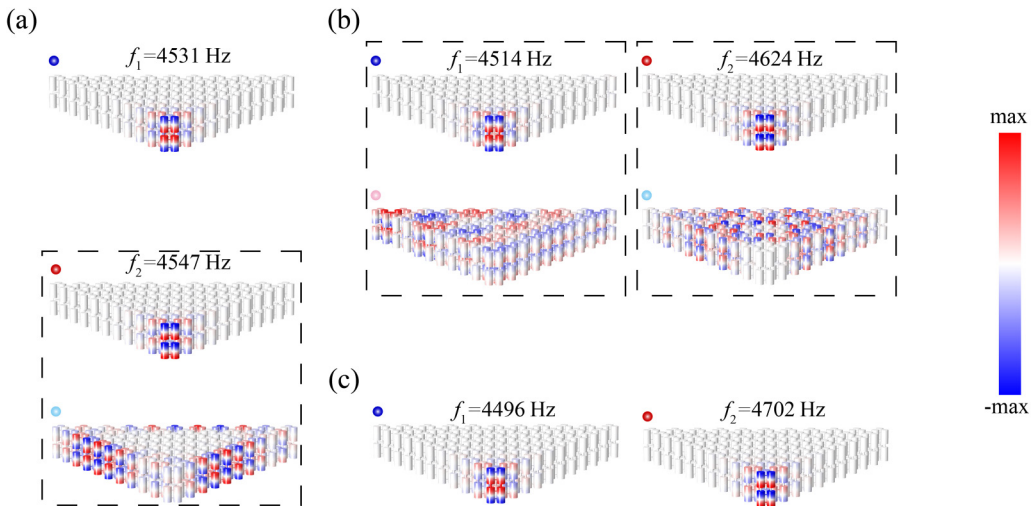 (a)
f1=4531 Hz
f2=4547 Hz
(b)
f1=4514 Hz
f2=4624 Hz
(c)
f1=4496 Hz
f2=4702 Hz
max
-max